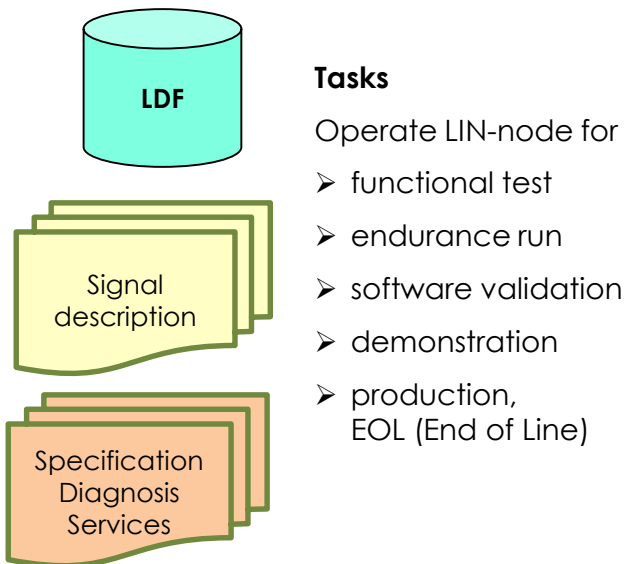 LDF
Signal
description
Specification
Diagnosis
Services
Tasks
Operate LIN-node for
➢ functional test
➢ endurance run
➢ software validation
➢ demonstration
➢ production,
EOL (End of Line)